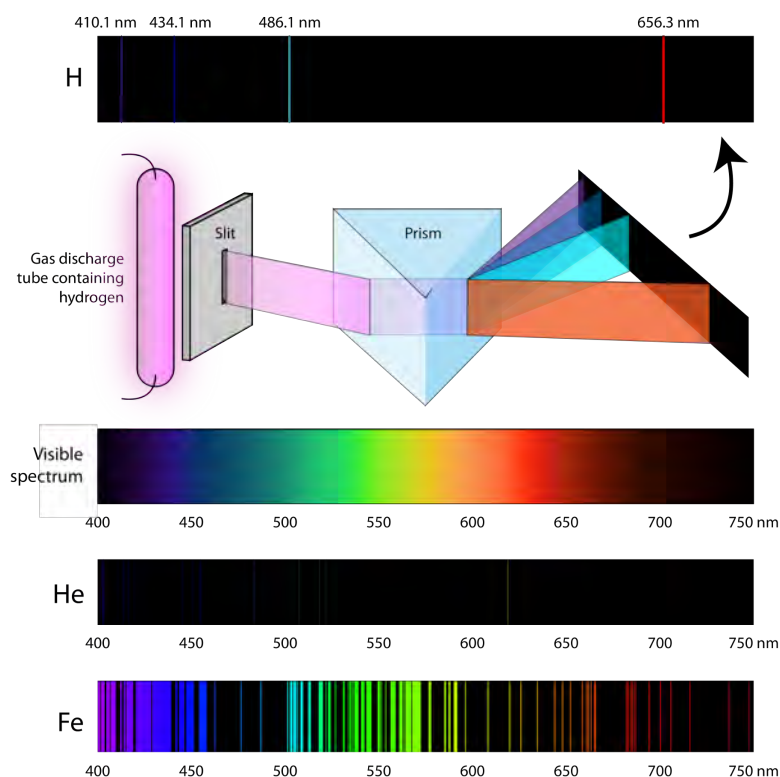 410.1 nm 434.1 nm 486.1 nm 656.3 nm
H
Slit
Prism
Gas discharge
tube containing
hydrogen
Visible
spectrum
400 450 500 550 600 650 700 750 nm
He
400 450 500 550 600 650 700 750 nm
Fe
400 450 500 550 600 650 700 750 nm